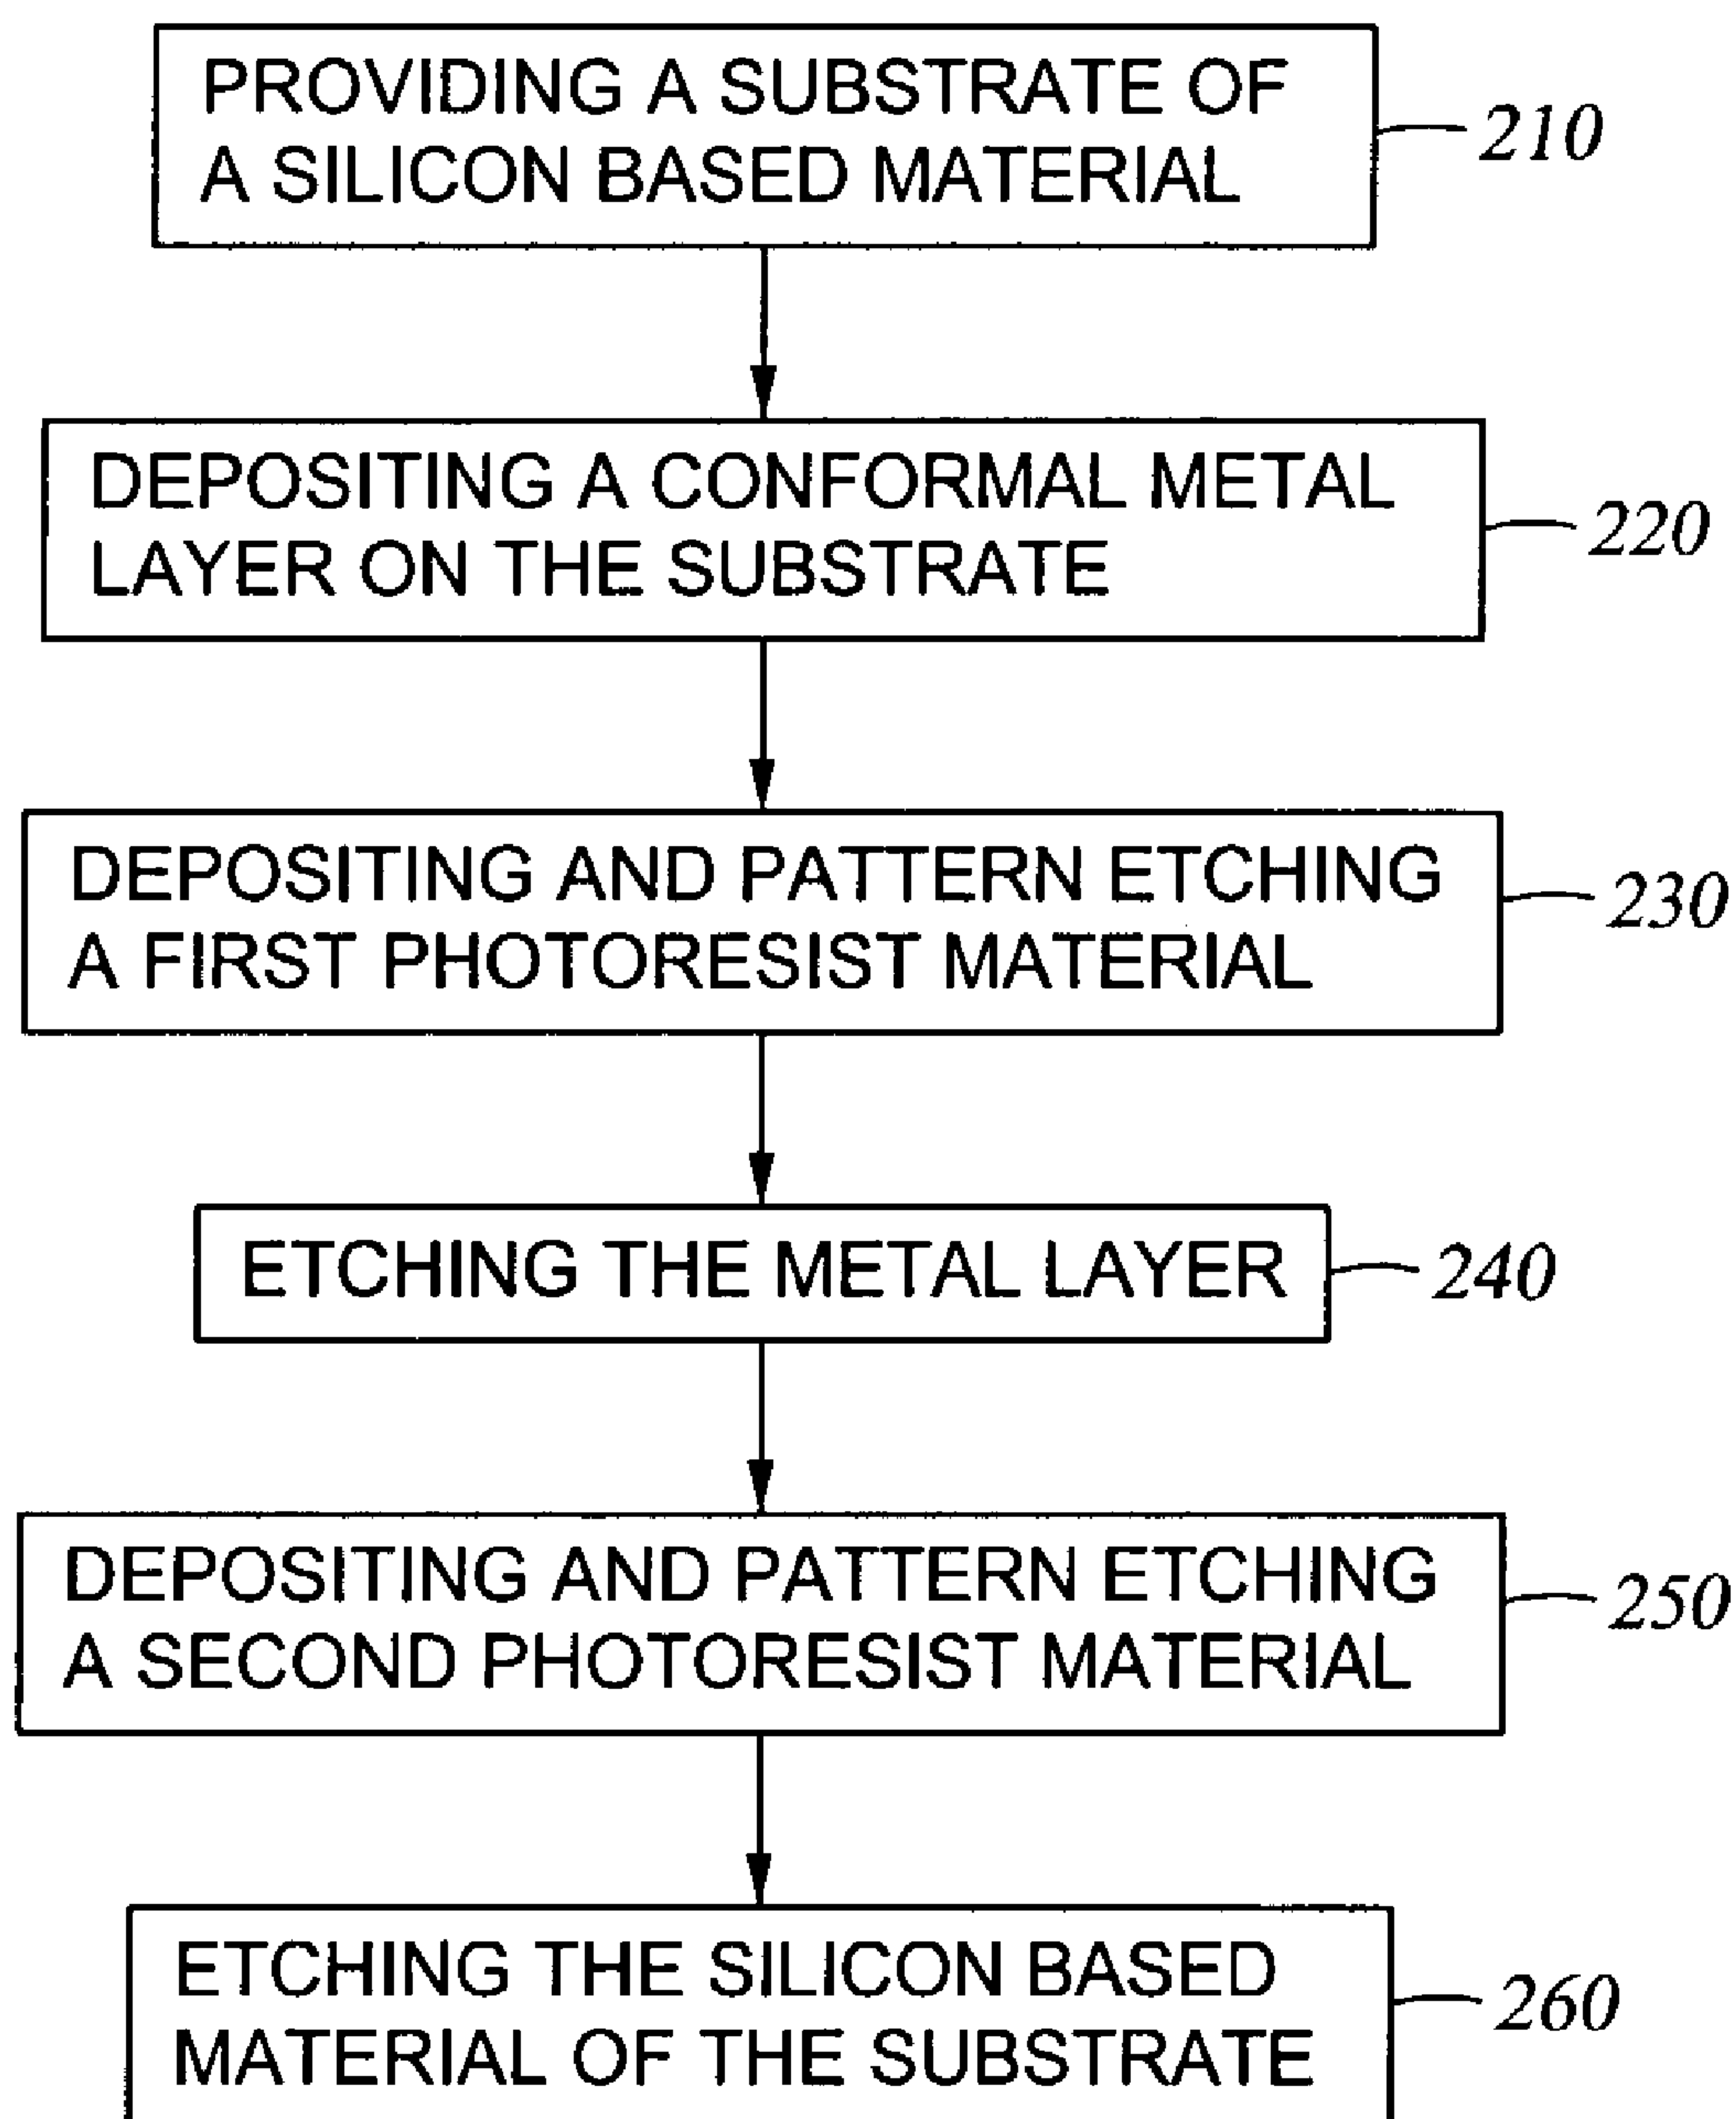 PROVIDING A SUBSTRATE OF
A SILICON BASED MATERIAL
210
DEPOSITING A CONFORMAL METAL
LAYER ON THE SUBSTRATE
220
DEPOSITING AND PATTERN ETCHING
A FIRST PHOTORESIST MATERIAL
230
ETCHING THE METAL LAYER
240
DEPOSITING AND PATTERN ETCHING
A SECOND PHOTORESIST MATERIAL
250
ETCHING THE SILICON BASED
MATERIAL OF THE SUBSTRATE
260